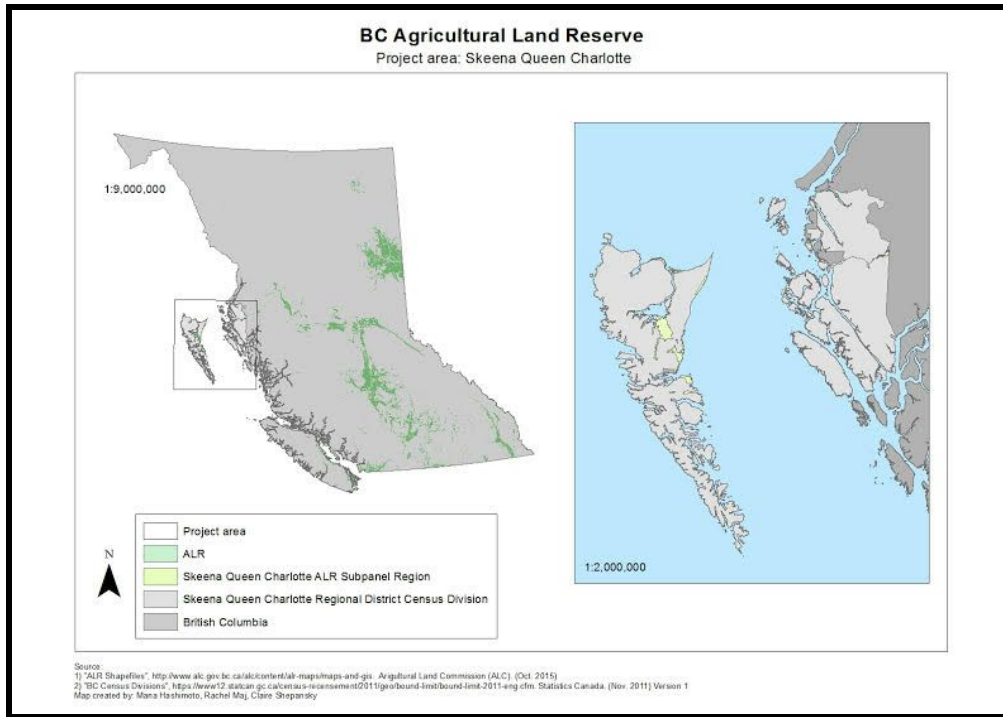 BC Agricultural Land Reserve
Project area: Skeena Queen Charlotte
1:9,000,000
1:2,000,000
N
Project area
ALR
Skeena Queen Charlotte ALR Subpanel Region
Skeena Queen Charlotte Regional District Census Division
British Columbia
Source:
1) "ALR Shapefiles", http://www.alc.gov.bc.ca/alc/content/alr-maps/maps-and-gis. Arigultural Land Commission (ALC). (Oct. 2015)
2) "BC Census Divisions", https://www12.statcan.gc.ca/census-recensement/2011/geo/bound-limit/bound-limit-2011-eng.cfm. Statistics Canada. (Nov. 2011) Version 1
Map created by: Mana Hashimoto, Rachel Maj, Claire Shepansky